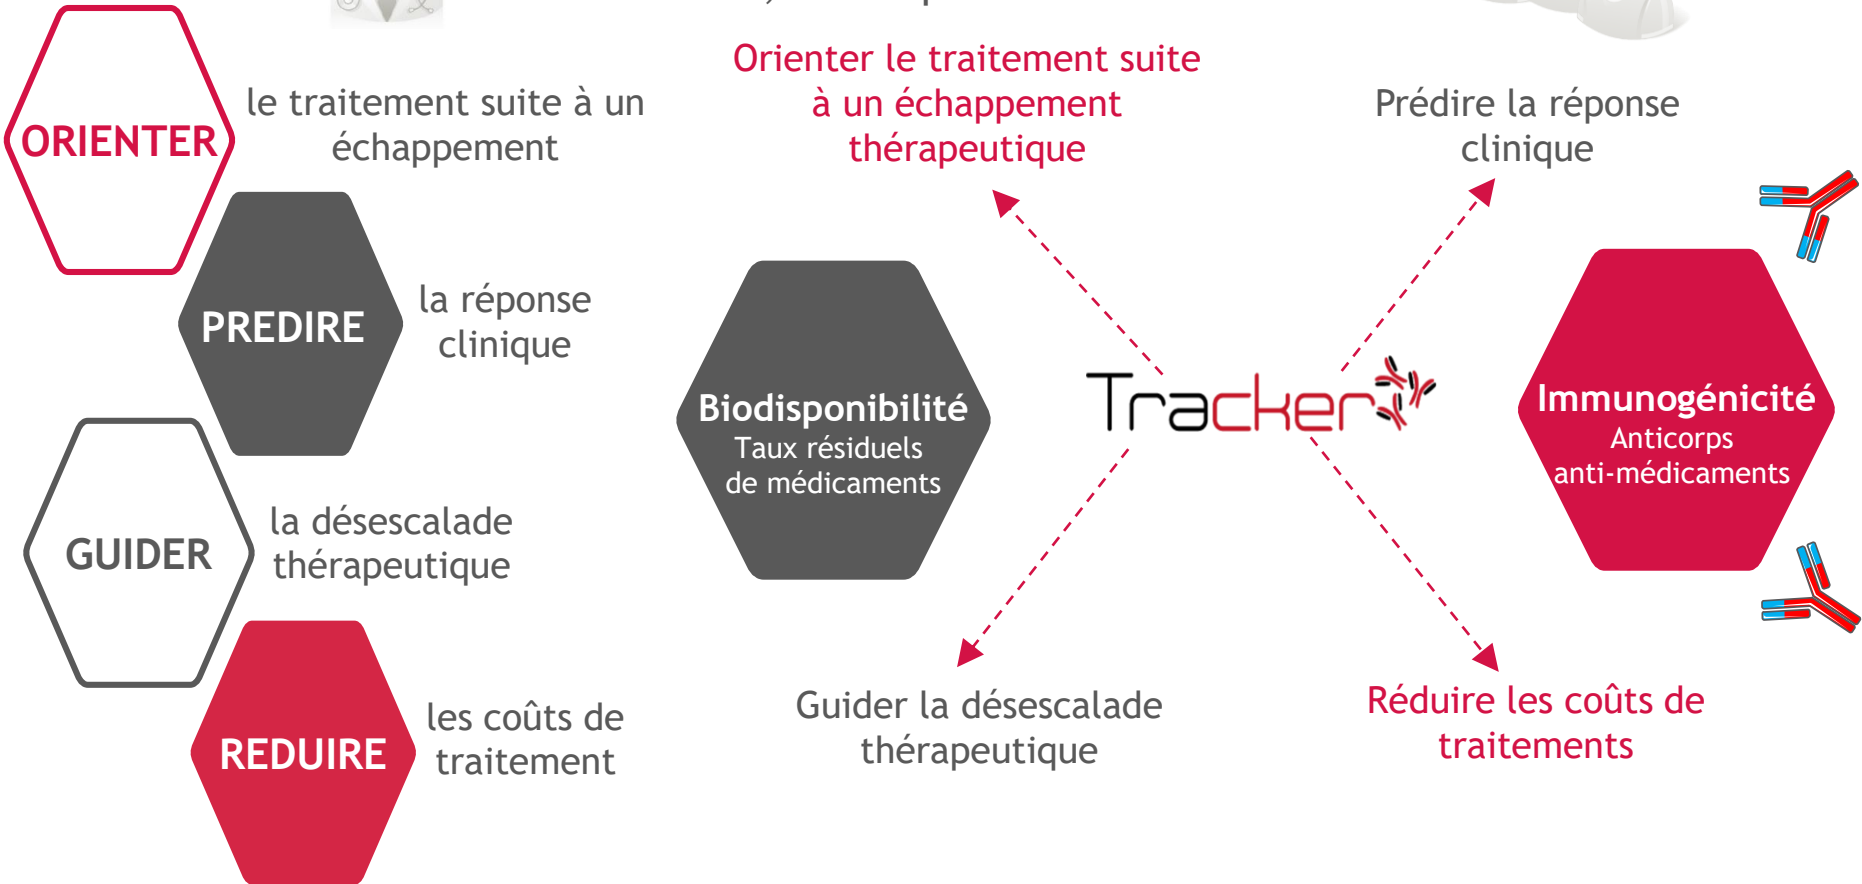 ORIENTER
le traitement suite à un
échappement
PREDIRE
la réponse
clinique
GUIDER
la désescalade
thérapeutique
REDUIRE
les coûts de
traitement
Orienter le traitement suite
à un échappement
thérapeutique
Prédire la réponse
clinique
Biodisponibilité
Taux résiduels
de médicaments
Tracker
Immunogénicité
Anticorps
anti-médicaments
Guider la désescalade
thérapeutique
Réduire les coûts de
traitements